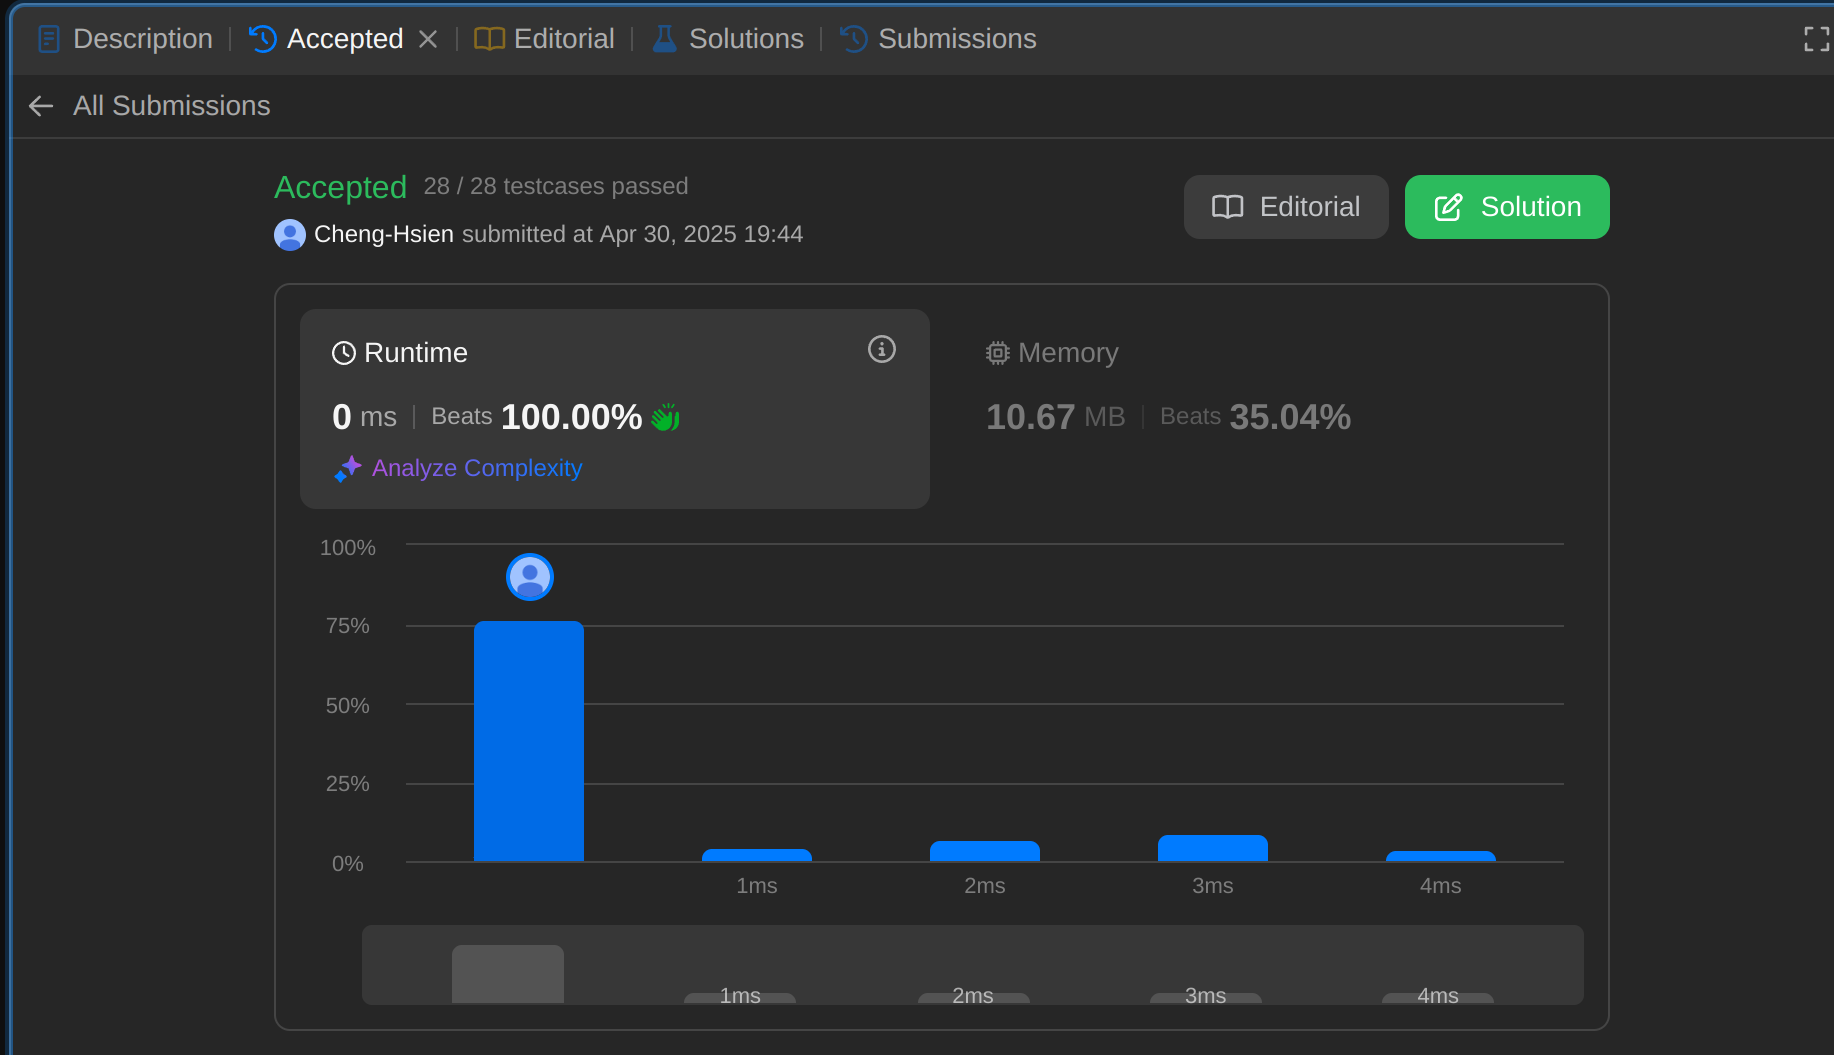 Description | Accepted | Editorial | Solutions | Submissions
All Submissions
Accepted 28 / 28 testcases passed
Cheng-Hsien submitted at Apr 30, 2025 19:44
Editorial
Solution
Runtime
0 ms | Beats 100.00%
Analyze Complexity
Memory
10.67 MB | Beats 35.04%
100%
75%
50%
25%
0%
1ms 2ms 3ms 4ms
1ms 2ms 3ms 4ms